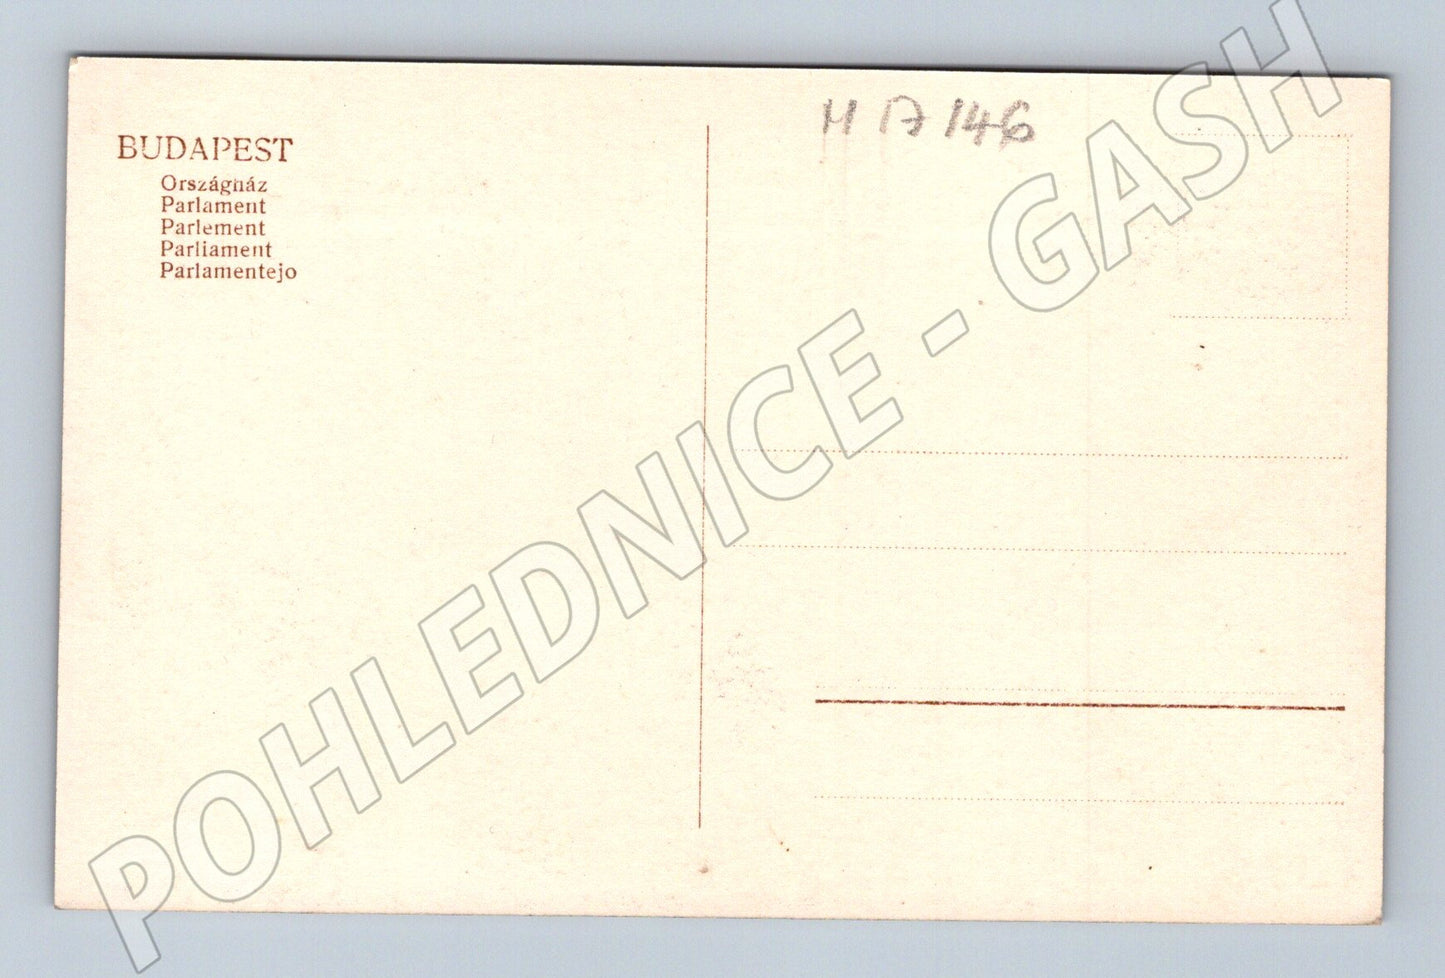 BUDAPEST
Országház
Parlament
Parlement
Parliament
Parlamentejo
H 17 146
POHLEDNICE - GASH